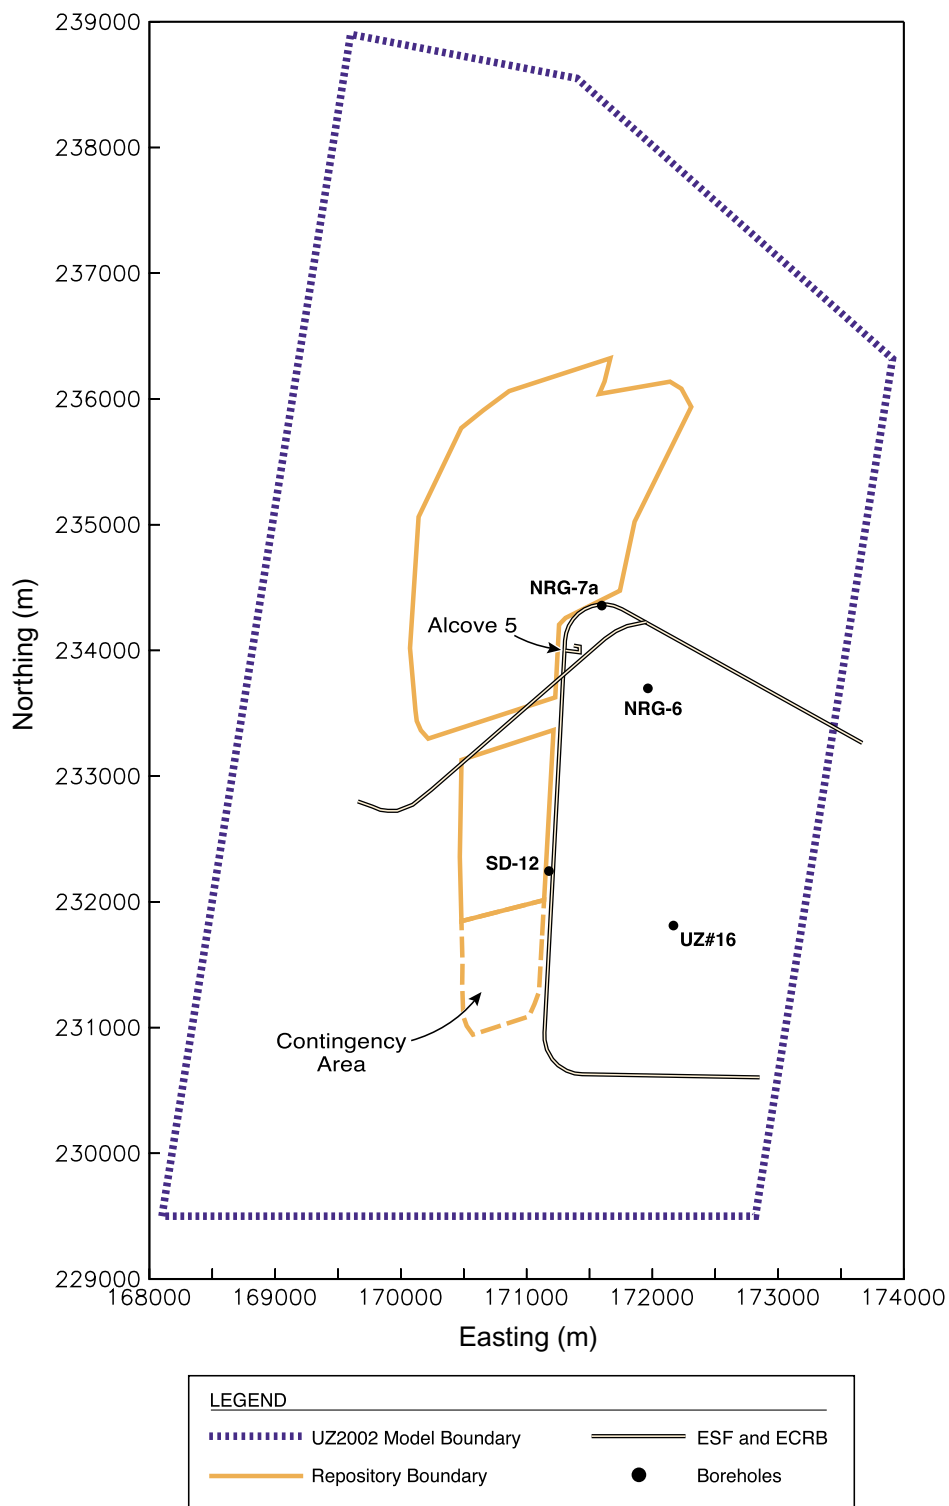 239000
238000
237000
236000
235000
234000
233000
232000
231000
230000
229000
Northing (m)
NRG-7a
Alcove 5
NRG-6
SD-12
UZ#16
Contingency
Area
168000 169000 170000 171000 172000 173000 174000
Easting (m)
LEGEND
UZ2002 Model Boundary
ESF and ECRB
Repository Boundary
Boreholes